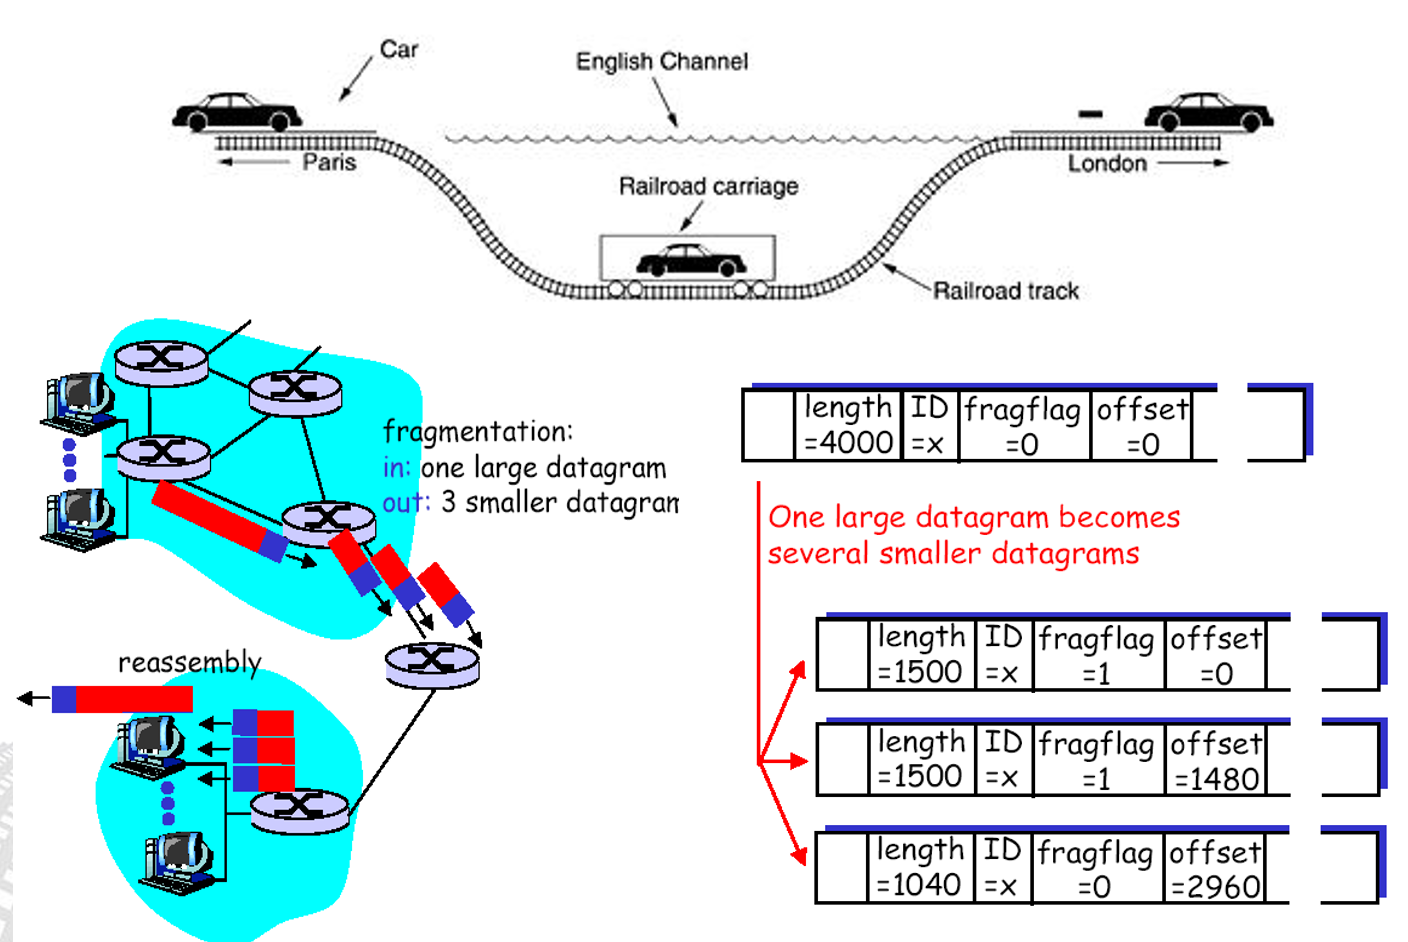 Car
English Channel
Paris
London
Railroad carriage
Railroad track
fragmentation:
in: one large datagram
out: 3 smaller datagram
reassembly
length =4000 ID =x fragflag =0 offset =0
One large datagram becomes
several smaller datagrams
length =1500 ID =x fragflag =1 offset =0
length =1500 ID =x fragflag =1 offset =1480
length =1040 ID =x fragflag =0 offset =2960